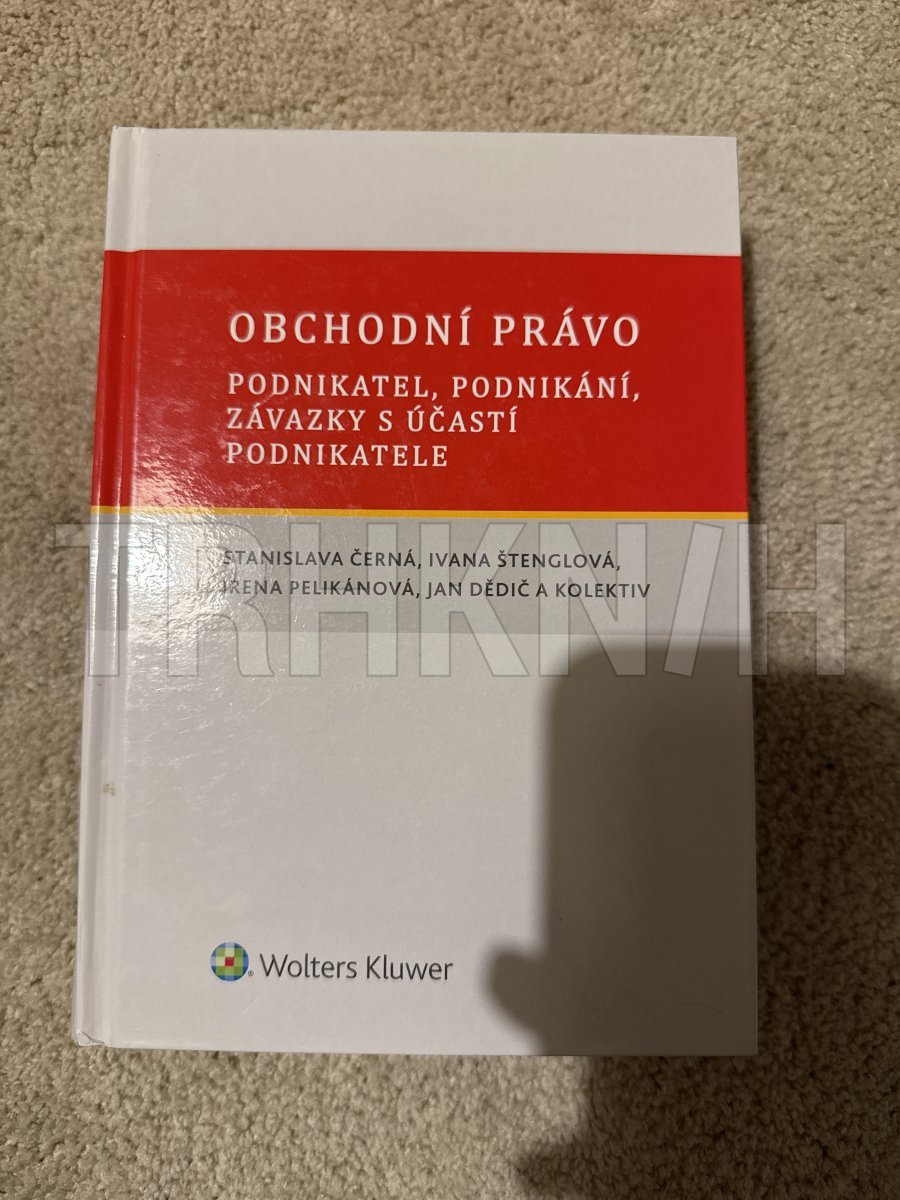 OBCHODNÍ PRÁVO
PODNIKATEL, PODNIKÁNÍ,
ZÁVAZKY S ÚČASTÍ
PODNIKATELE
STANISLAVA ČERNÁ, IVANA ŠTENGLOVÁ,
IRENA PELIKÁNOVÁ, JAN DĚDIČ A KOLEKTIV
TRHKNIH
Wolters Kluwer